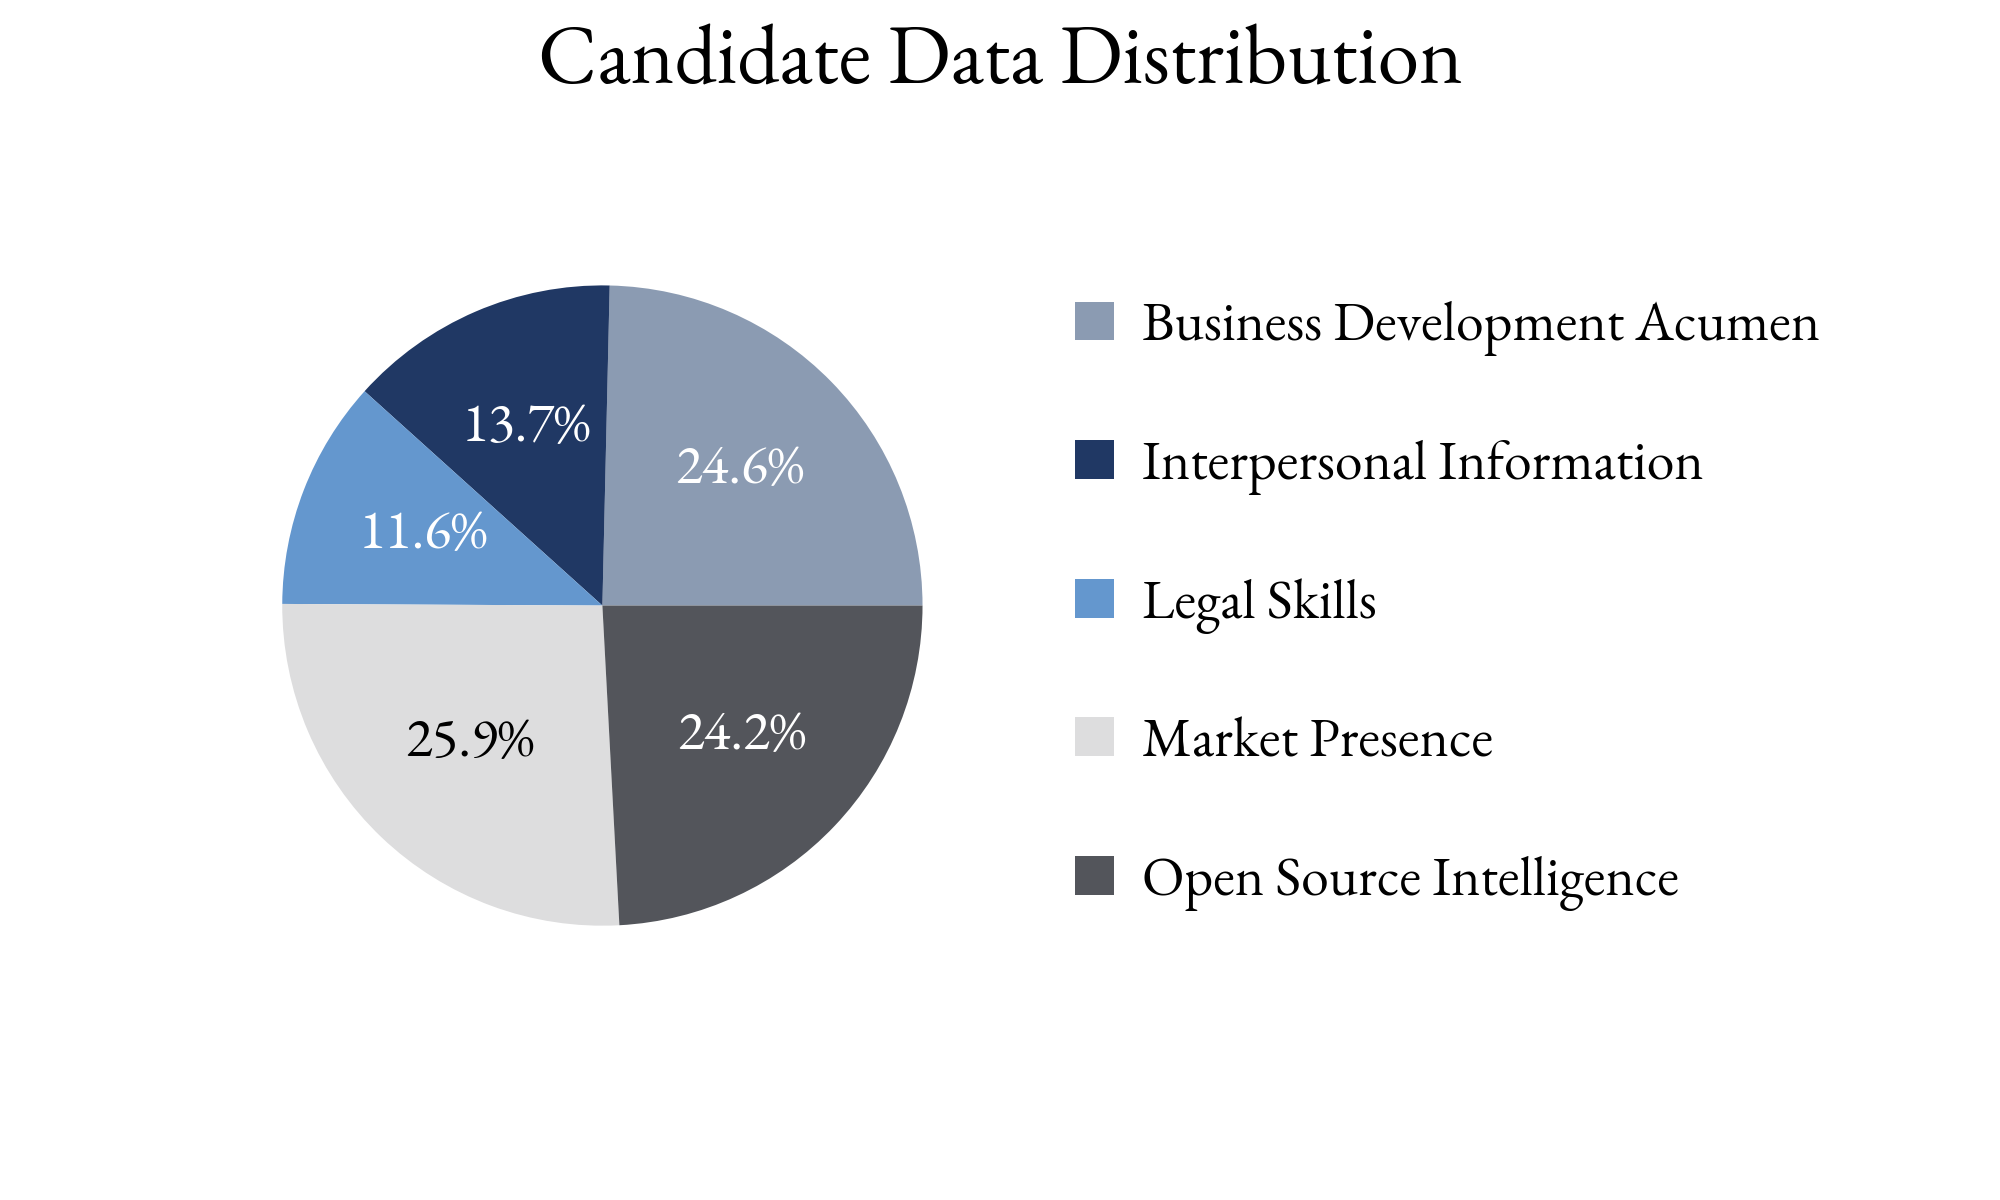 Candidate Data Distribution
13.7%
24.6%
11.6%
25.9%
24.2%
Business Development Acumen
Interpersonal Information
Legal Skills
Market Presence
Open Source Intelligence